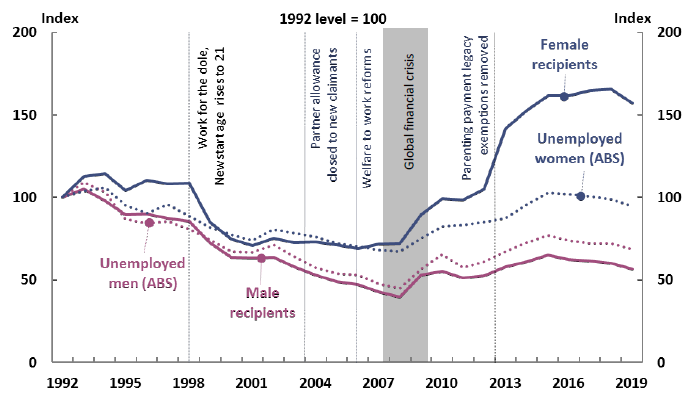 Index
1992 level = 100
Index
200
200
150
150
100
100
50
50
0
0
Work for the dole,
Newstart age rises to 21
Partner allowance
closed to new claimants
Welfare to work reforms
Global financial crisis
Parenting payment legacy
exemptions removed
Female
recipients
Unemployed
women (ABS)
Unemployed
men (ABS)
Male
recipients
1992
1995
1998
2001
2004
2007
2010
2013
2016
2019